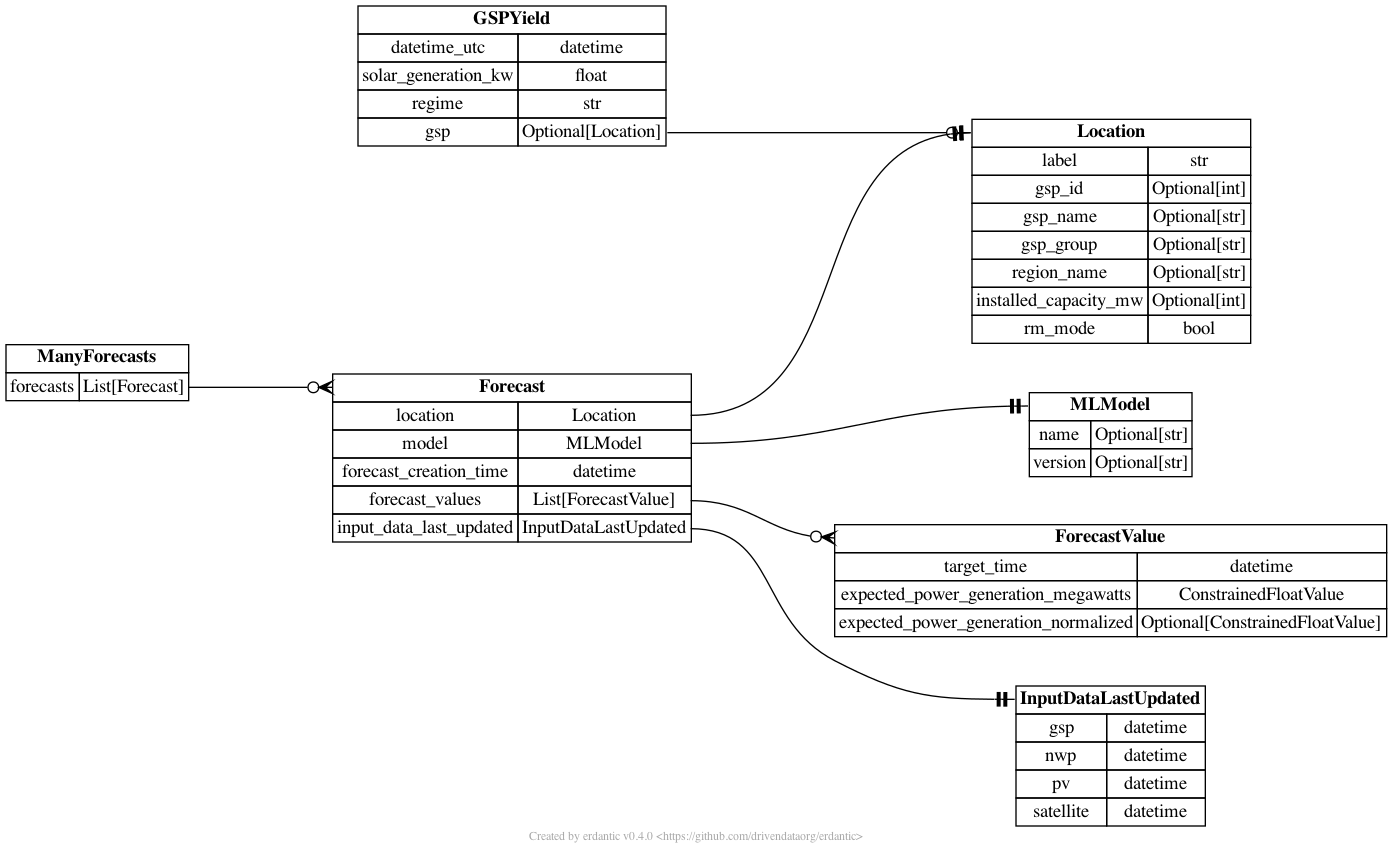 GSPYield
datetime_utc datetime
solar_generation_kw float
regime str
gsp Optional[Location]
Location
label str
gsp_id Optional[int]
gsp_name Optional[str]
gsp_group Optional[str]
region_name Optional[str]
installed_capacity_mw Optional[int]
rm_mode bool
ManyForecasts
forecasts List[Forecast]
Forecast
location Location
model MLModel
forecast_creation_time datetime
forecast_values List[ForecastValue]
input_data_last_updated InputDataLastUpdated
MLModel
name Optional[str]
version Optional[str]
ForecastValue
target_time datetime
expected_power_generation_megawatts ConstrainedFloatValue
expected_power_generation_normalized Optional[ConstrainedFloatValue]
InputDataLastUpdated
gsp datetime
nwp datetime
pv datetime
satellite datetime
Created by erdantic v0.4.0 <https://github.com/drivendataorg/erdantic>